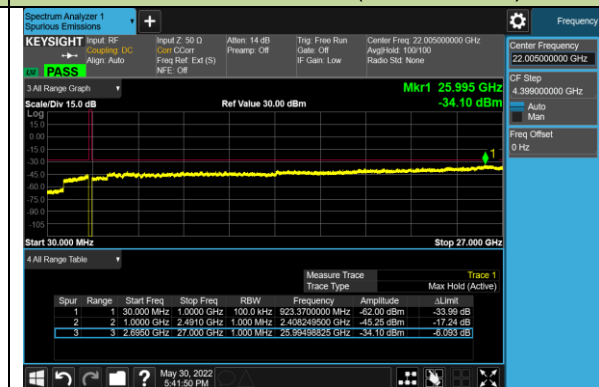 Spectrum Analyzer 1
Spurious Emissions
Frequency
KEYSIGHT Input: RF
Coupling: DC
Align: Auto
Input Z: 50 Ω
Corr CCorr
Freq Ref: Ext (S)
NFE: Off
Atten: 14 dB
Preamp: Off
Trig: Free Run
Gate: Off
IF Gain: Low
Center Freq: 22.005000000 GHz
Avg|Hold: 100/100
Radio Std: None
PASS
Center Frequency
22.005000000 GHz
CF Step
4.399000000 GHz
Auto
Man
Freq Offset
0 Hz
3 All Range Graph
Mkr1 25.995 GHz
Scale/Div 15.0 dB
Ref Value 30.00 dBm
-34.10 dBm
Log
15.0
0.00
-15.0
-30.0
-45.0
-60.0
-75.0
-90.0
-105
1
Start 30.000 MHz
Stop 27.000 GHz
4 All Range Table
Measure Trace Trace 1
Trace Type Max Hold (Active)
Spur Range Start Freq Stop Freq RBW Frequency Amplitude ΔLimit
1 1 30.000 MHz 1.0000 GHz 100.0 kHz 923.3700000 MHz -62.00 dBm -33.99 dB
2 2 1.0000 GHz 2.4910 GHz 1.000 MHz 2.408249500 GHz -45.25 dBm -17.24 dB
3 3 2.6950 GHz 27.000 GHz 1.000 MHz 25.99498825 GHz -34.10 dBm -6.093 dB
?
May 30, 2022
5:41:50 PM